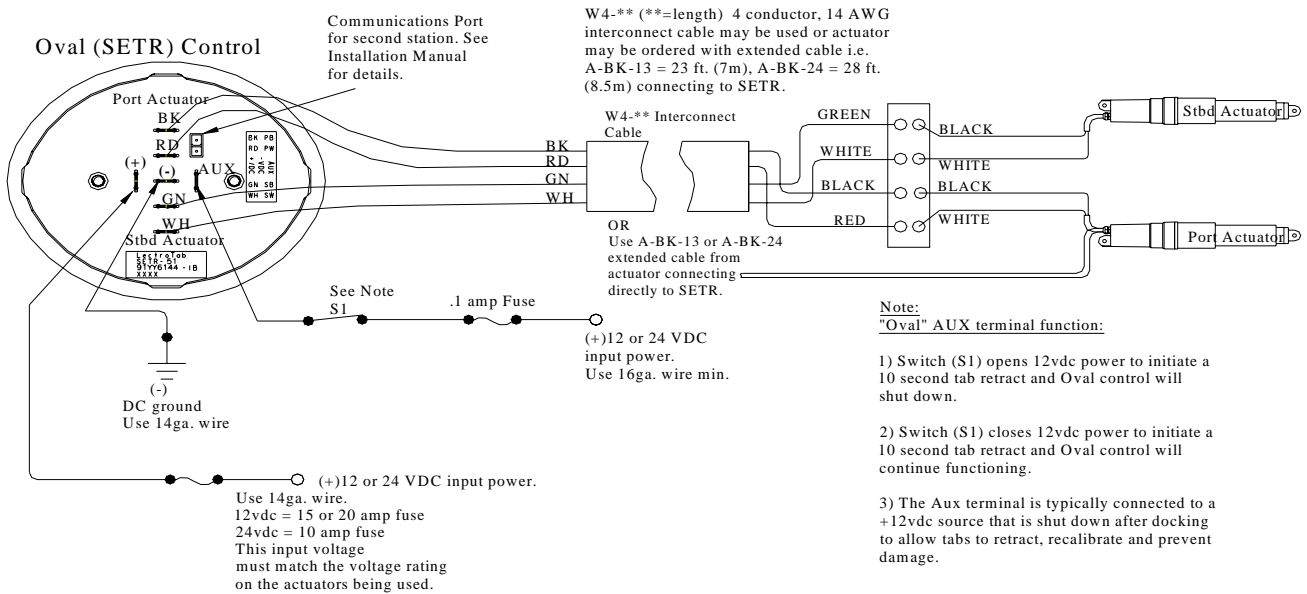 Oval (SETR) Control
Communications Port
for second station. See
Installation Manual
for details.
W4-** (**=length) 4 conductor, 14 AWG
interconnect cable may be used or actuator
may be ordered with extended cable i.e.
A-BK-13 = 23 ft. (7m), A-BK-24 = 28 ft.
(8.5m) connecting to SETR.
Port Actuator
BK
RD
(+)
(-)
AUX
GN
WH
Stbd Actuator
BK PB
RD PW
AUX
-VDC
+/DC
GN SB
WH SW
LectroTab
SETR-51
91YY6144 -1B
XXXX
BK
RD
GN
WH
W4-** Interconnect
Cable
OR
Use A-BK-13 or A-BK-24
extended cable from
actuator connecting
directly to SETR.
GREEN
WHITE
BLACK
RED
BLACK
WHITE
BLACK
WHITE
Stbd Actuator
Port Actuator
See Note
S1
.1 amp Fuse
(+)12 or 24 VDC
input power.
Use 16ga. wire min.
(-)
DC ground
Use 14ga. wire
(+)12 or 24 VDC input power.
Use 14ga. wire.
12vdc = 15 or 20 amp fuse
24vdc = 10 amp fuse
This input voltage
must match the voltage rating
on the actuators being used.
Note:
"Oval" AUX terminal function:
1) Switch (S1) opens 12vdc power to initiate a
10 second tab retract and Oval control will
shut down.
2) Switch (S1) closes 12vdc power to initiate a
10 second tab retract and Oval control will
continue functioning.
3) The Aux terminal is typically connected to a
+12vdc source that is shut down after docking
to allow tabs to retract, recalibrate and prevent
damage.